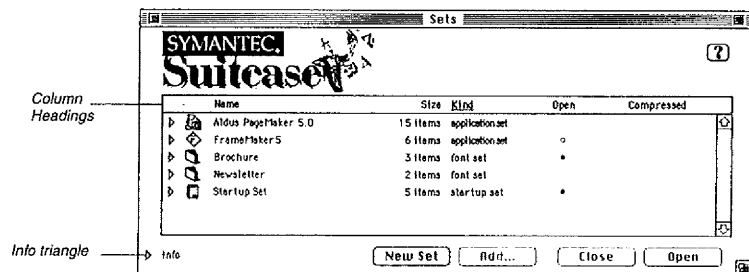 Sets
SYMANTEC.
Suitcase
?
Column Headings
Name Size Kind Open Compressed
Aldus PageMaker 5.0 15 items application set
FrameMaker5 6 items application set
Brochure 3 items font set
Newsletter 2 items font set
Startup Set 5 items startup set
Info triangle
Info
New Set Add... Close Open